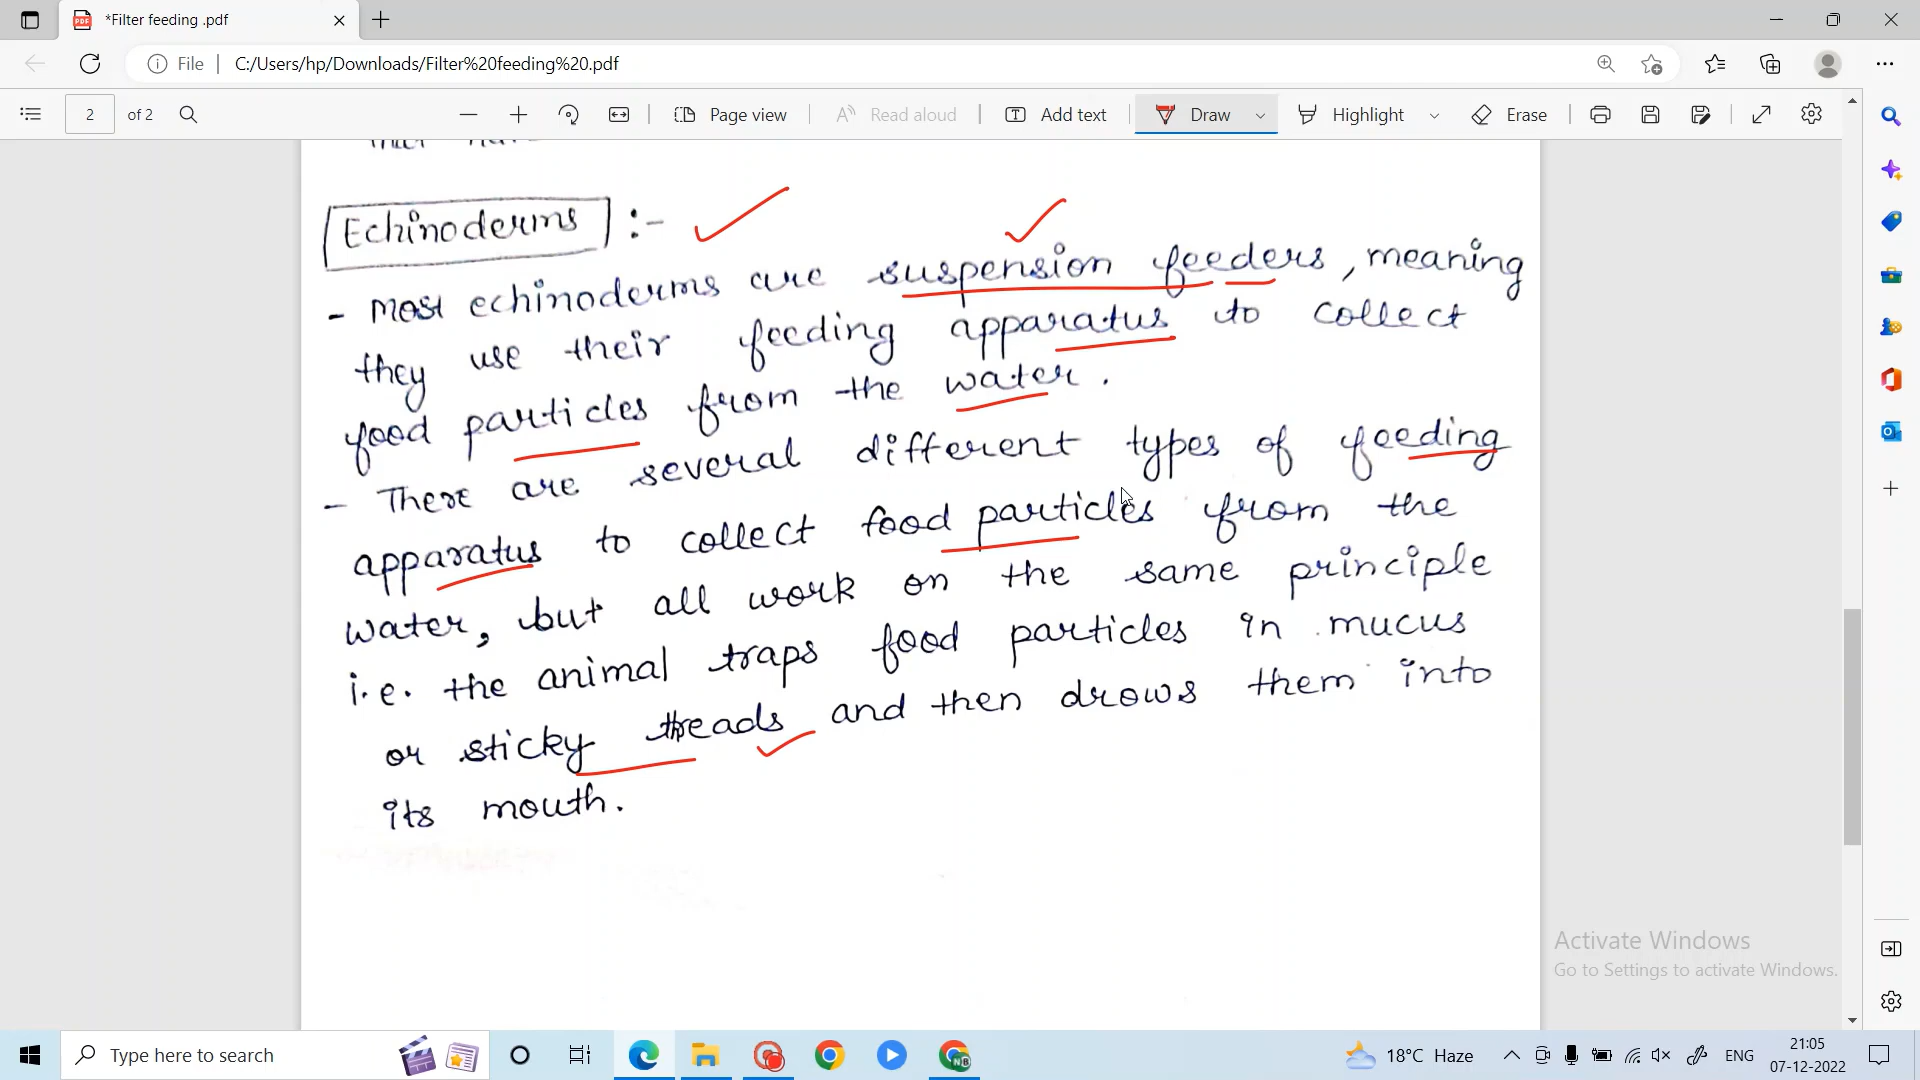 *Filter feeding .pdf
File
C:/Users/hp/Downloads/Filter%20feeding%20.pdf
2 of 2
Page view
Read aloud
Add text
Draw
Highlight
Erase
Echinoderms :-
- Most echinoderms are suspension feeders, meaning
they use their feeding apparatus to collect
food particles from the water.
- There are several different types of feeding
apparatus to collect food particles from the
water, but all work on the same principle
i.e. the animal traps food particles in mucus
or sticky threads and then drows them into
its mouth.
Activate Windows
Go to Settings to activate Windows.
Type here to search
18°C Haze
ENG
21:05
07-12-2022